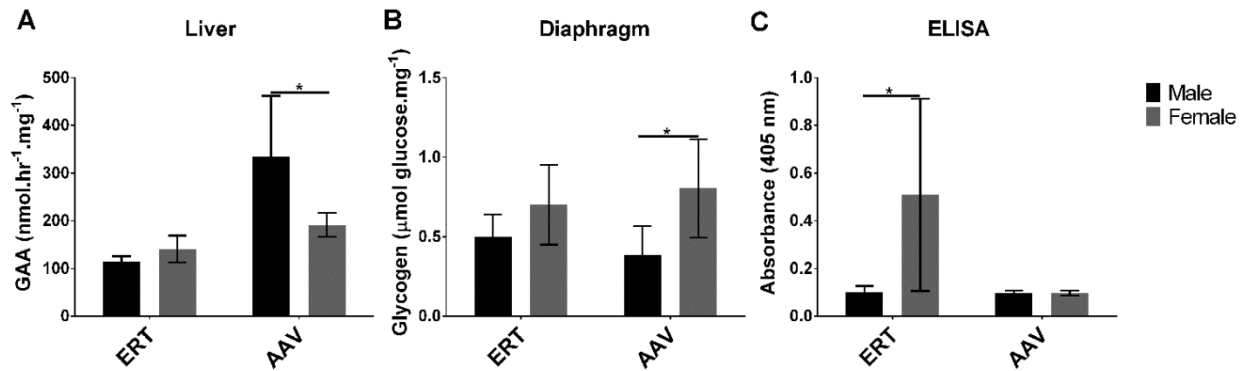 A
Liver
GAA (nmol.hr⁻¹.mg⁻¹)
500
400
300
200
100
0
*
ERT
AAV
B
Diaphragm
Glycogen (μmol glucose.mg⁻¹)
1.5
1.0
0.5
0.0
*
ERT
AAV
C
ELISA
Absorbance (405 nm)
1.0
0.8
0.6
0.4
0.2
0.0
*
ERT
AAV
Male
Female